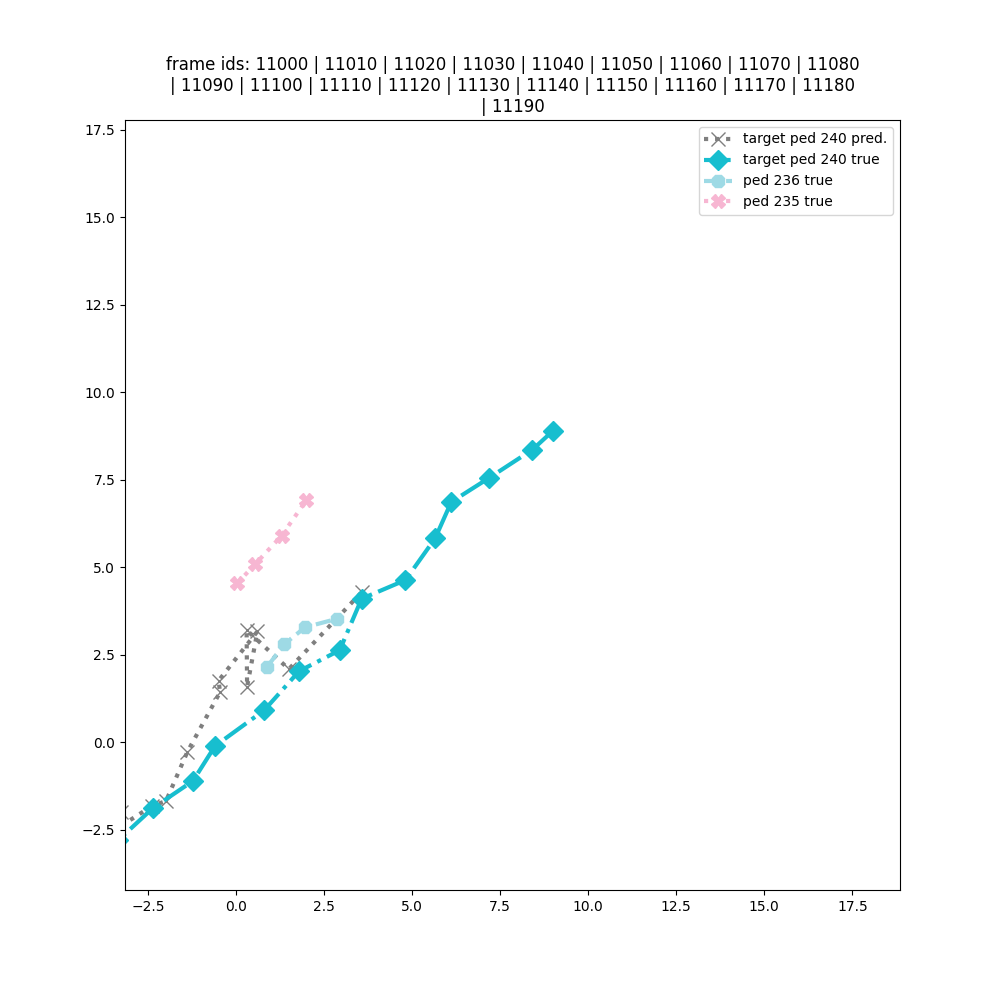 frame ids: 11000 | 11010 | 11020 | 11030 | 11040 | 11050 | 11060 | 11070 | 11080
| 11090 | 11100 | 11110 | 11120 | 11130 | 11140 | 11150 | 11160 | 11170 | 11180
| 11190
target ped 240 pred.
target ped 240 true
ped 236 true
ped 235 true
17.5
15.0
12.5
10.0
7.5
5.0
2.5
0.0
−2.5
−2.5 0.0 2.5 5.0 7.5 10.0 12.5 15.0 17.5